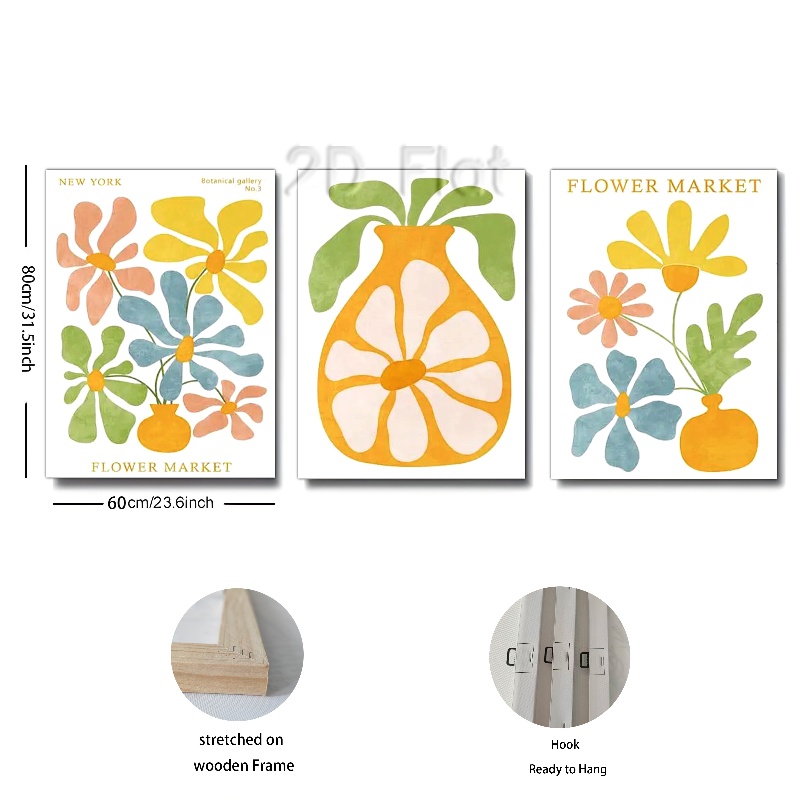 2D Flat
NEW YORK
Botanical gallery
No.3
FLOWER MARKET
FLOWER MARKET
80cm/31.5inch
60cm/23.6inch
stretched on
wooden Frame
Hook
Ready to Hang